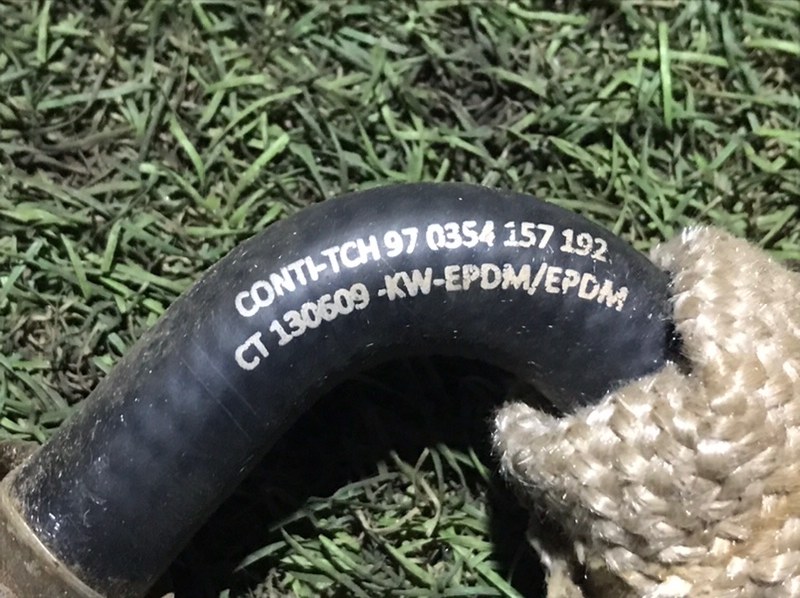 CONTI-TCH 97 0354 157 192
CT 130609 -KW-EPDM/EPDM